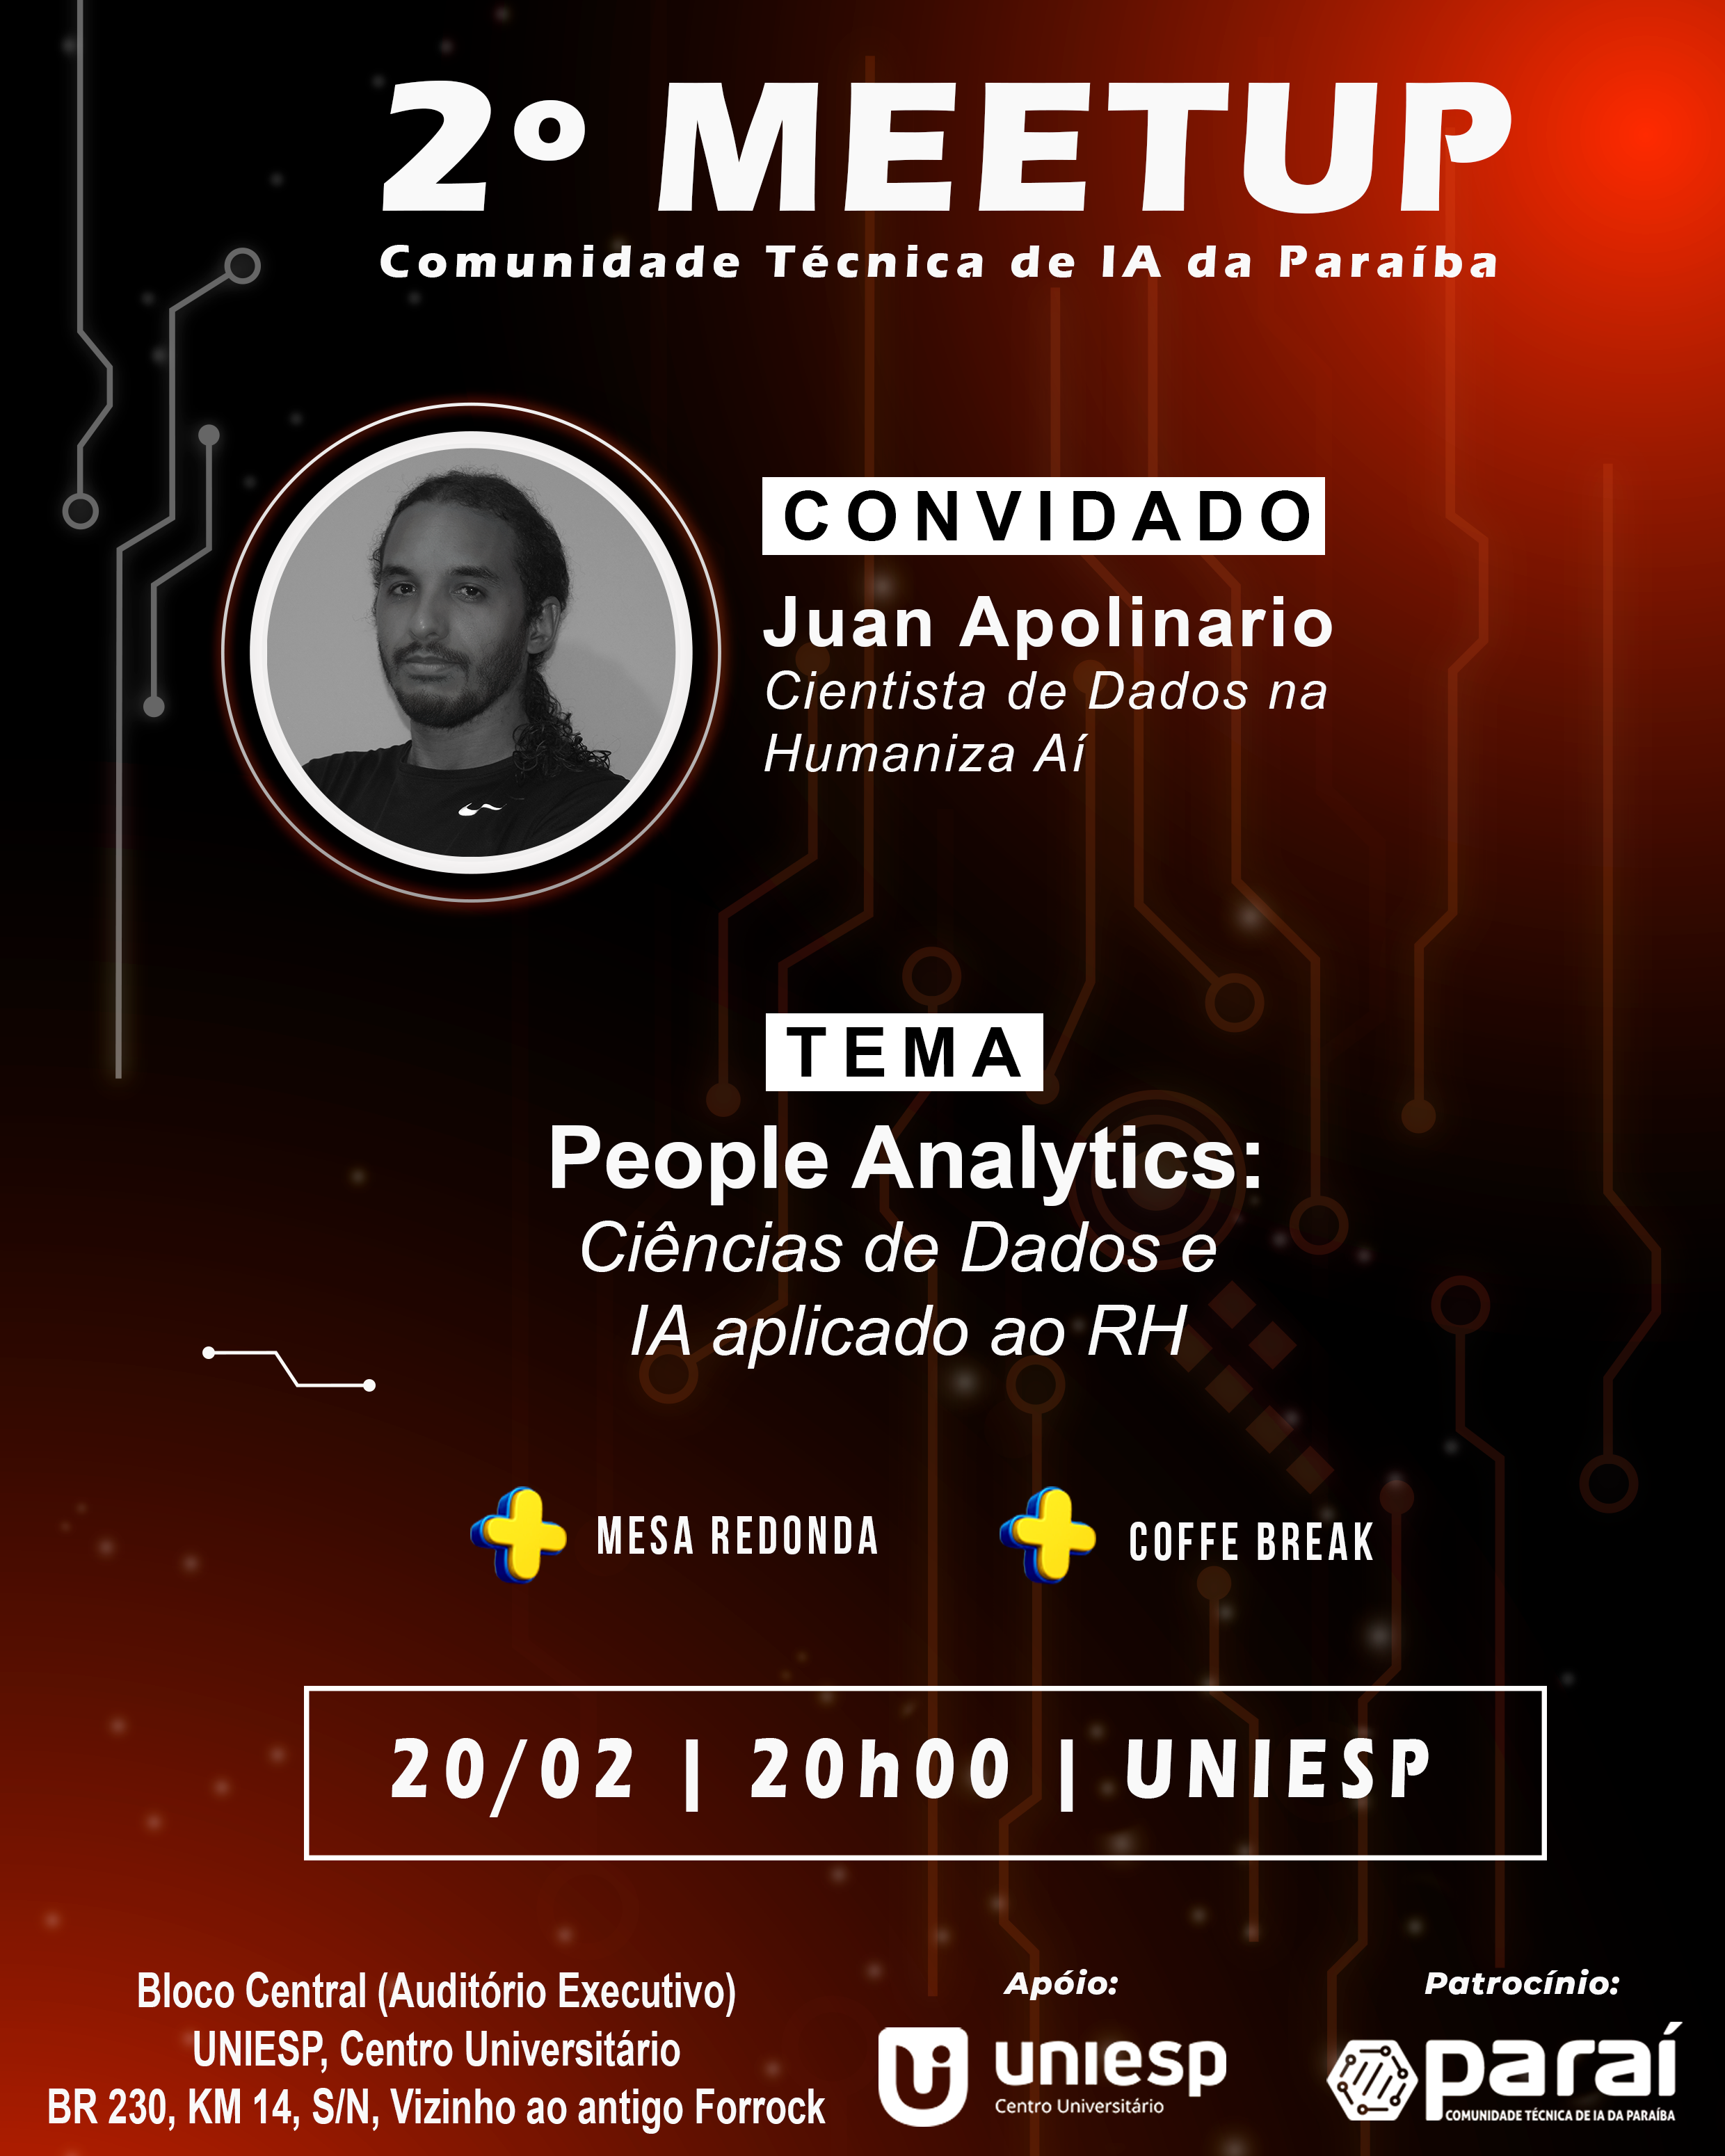 2º MEETUP
Comunidade Técnica de IA da Paraíba
CONVIDADO
Juan Apolinario
Cientista de Dados na
Humaniza Aí
TEMA
People Analytics:
Ciências de Dados e
IA aplicado ao RH
MESA REDONDA
COFFE BREAK
20/02 | 20h00 | UNIESP
Bloco Central (Auditório Executivo)
UNIESP, Centro Universitário
BR 230, KM 14, S/N, Vizinho ao antigo Forrock
Apóio:
uniesp
Centro Universitário
Patrocínio:
paraí
COMUNIDADE TÉCNICA DE IA DA PARAÍBA